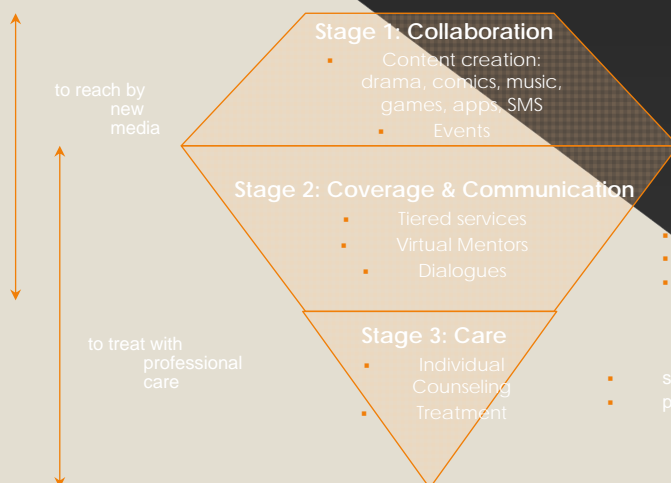 Stage 1: Collaboration
Content creation:
drama, comics, music,
games, apps, SMS
Events
to reach by
new
media
Stage 2: Coverage & Communication
Tiered services
Virtual Mentors
Dialogues
Stage 3: Care
Individual
Counseling
Treatment
to treat with
professional
care